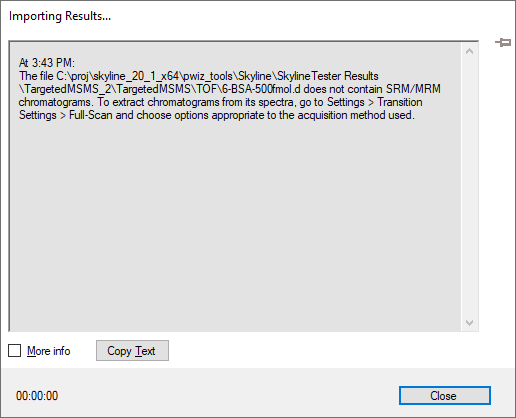 Importing Results...
At 3:43 PM:
The file C:\proj\skyline_20_1_x64\pwiz_tools\Skyline\SkylineTester Results
\TargetedMSMS_2\TargetedMSMS\TOF\6-BSA-500fmol.d does not contain SRM/MRM
chromatograms. To extract chromatograms from its spectra, go to Settings > Transition
Settings > Full-Scan and choose options appropriate to the acquisition method used.
More info
Copy Text
00:00:00
Close